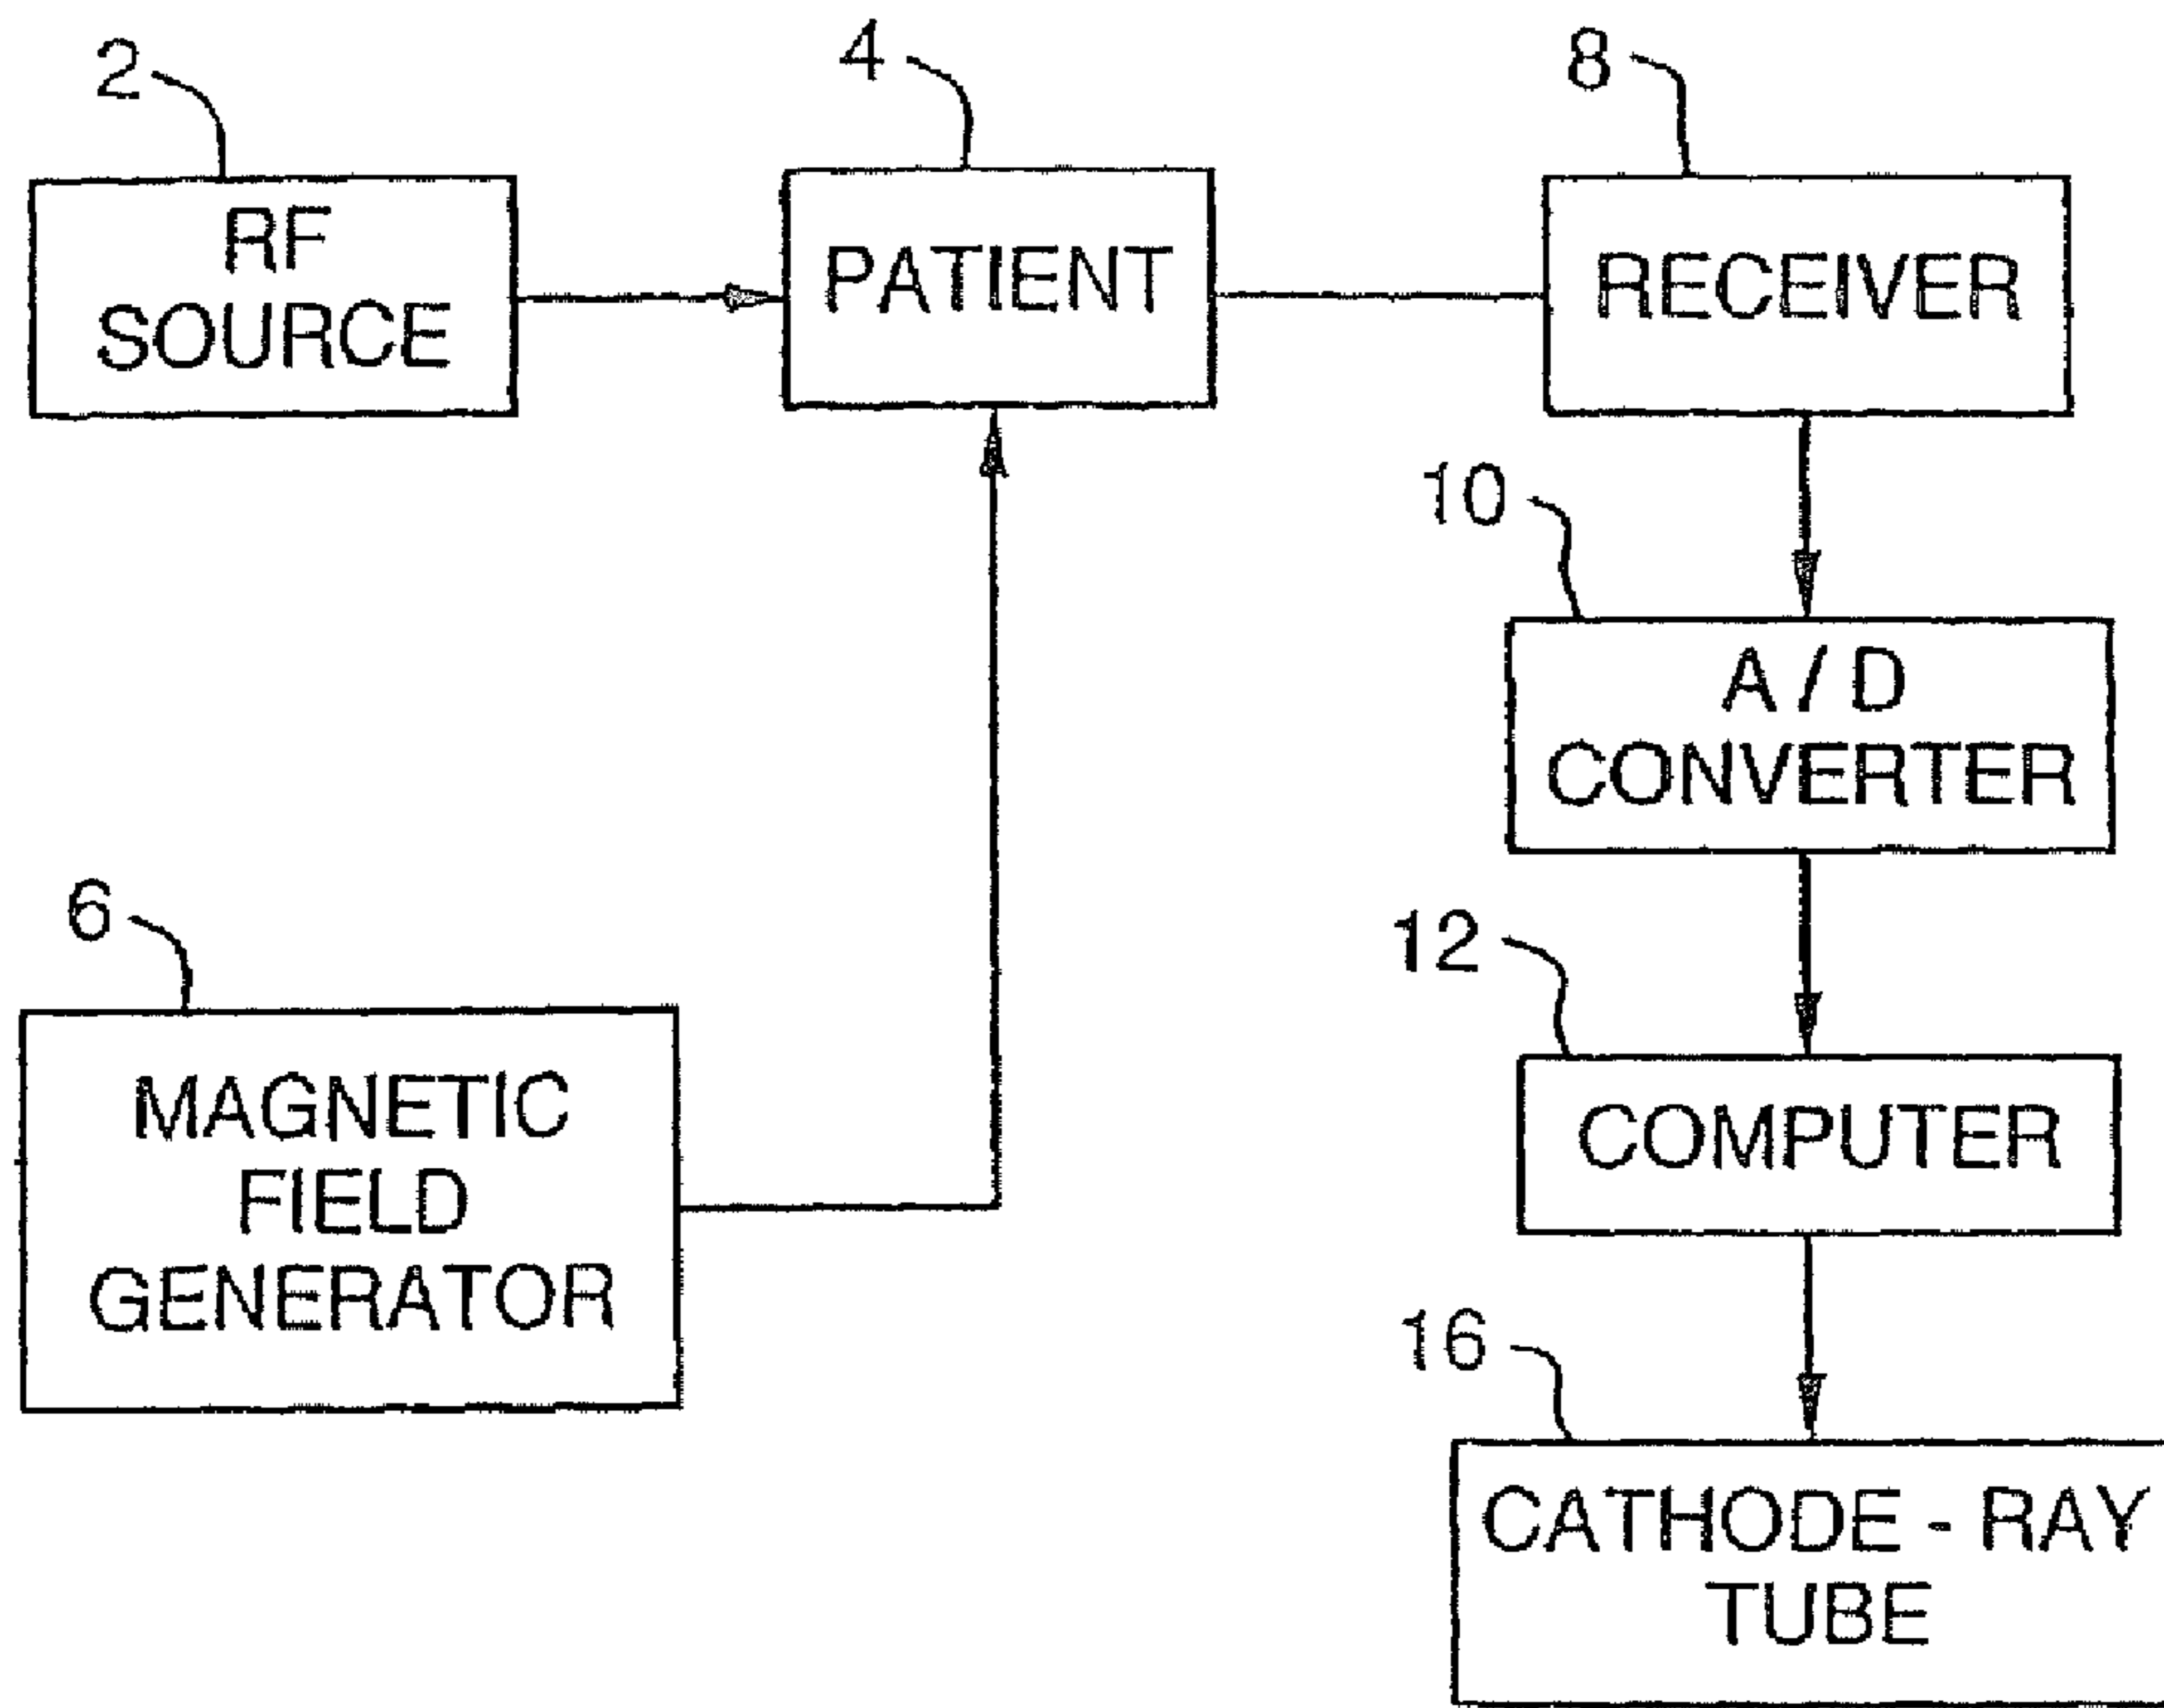 2
RF
SOURCE
4
PATIENT
8
RECEIVER
10
A / D
CONVERTER
6
MAGNETIC
FIELD
GENERATOR
12
COMPUTER
16
CATHODE - RAY
TUBE